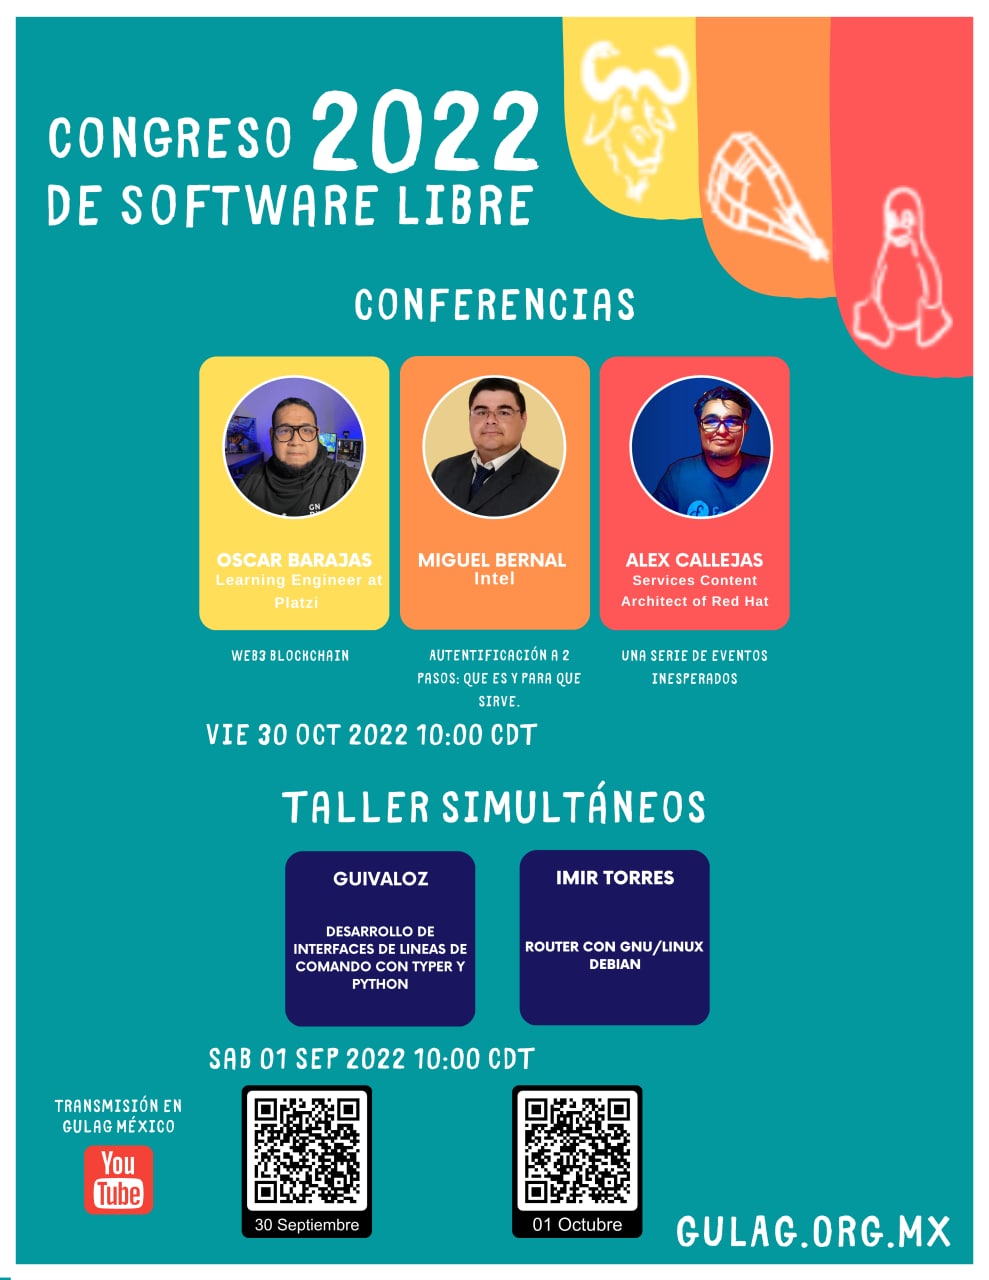 CONGRESO 2022
DE SOFTWARE LIBRE
CONFERENCIAS
OSCAR BARAJAS
Learning Engineer at
Platzi
MIGUEL BERNAL
Intel
ALEX CALLEJAS
Services Content
Architect of Red Hat
WEB3 BLOCKCHAIN
AUTENTIFICACIÓN A 2
PASOS: QUE ES Y PARA QUE
SIRVE.
UNA SERIE DE EVENTOS
INESPERADOS
VIE 30 OCT 2022 10:00 CDT
TALLER SIMULTÁNEOS
GUIVALOZ
DESARROLLO DE
INTERFACES DE LINEAS DE
COMANDO CON TYPER Y
PYTHON
IMIR TORRES
ROUTER CON GNU/LINUX
DEBIAN
SAB 01 SEP 2022 10:00 CDT
TRANSMISIÓN EN
GULAG MÉXICO
You
Tube
30 Septiembre
01 Octubre
GULAG.ORG.MX